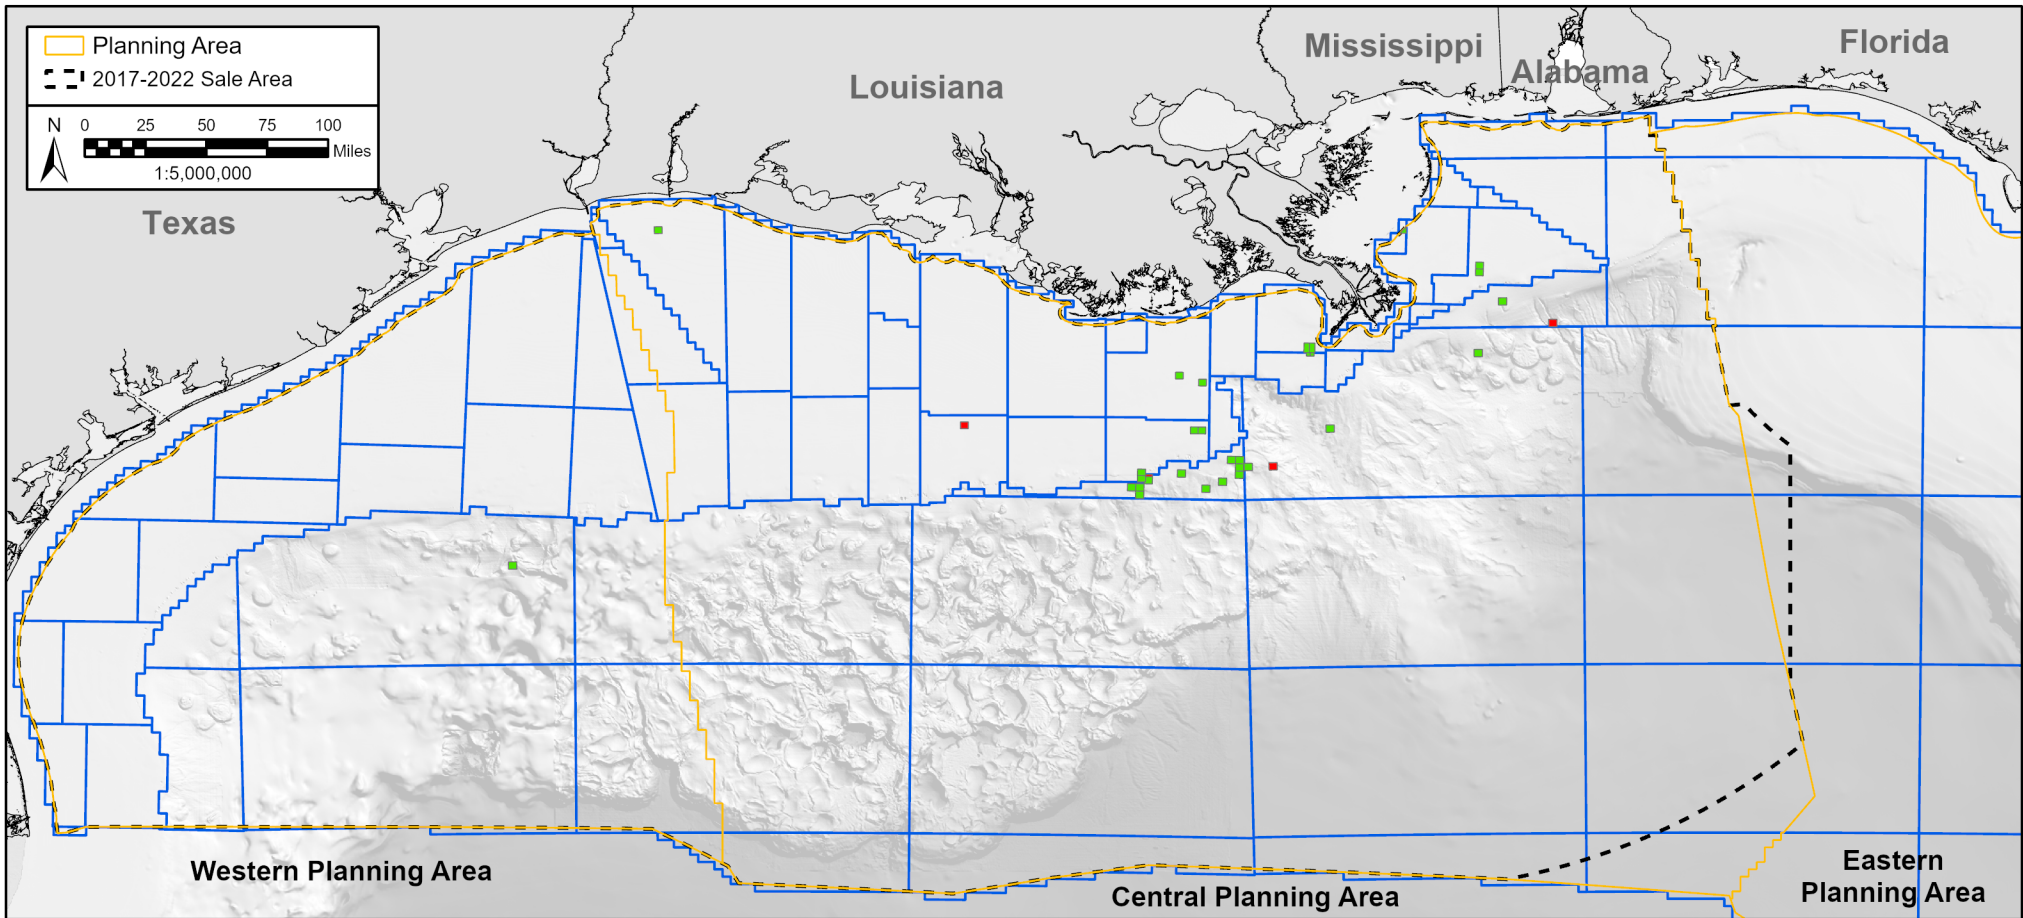 Planning Area
2017-2022 Sale Area
N
0 25 50 75 100
Miles
1:5,000,000
Texas
Louisiana
Mississippi
Alabama
Florida
Western Planning Area
Central Planning Area
Eastern
Planning Area